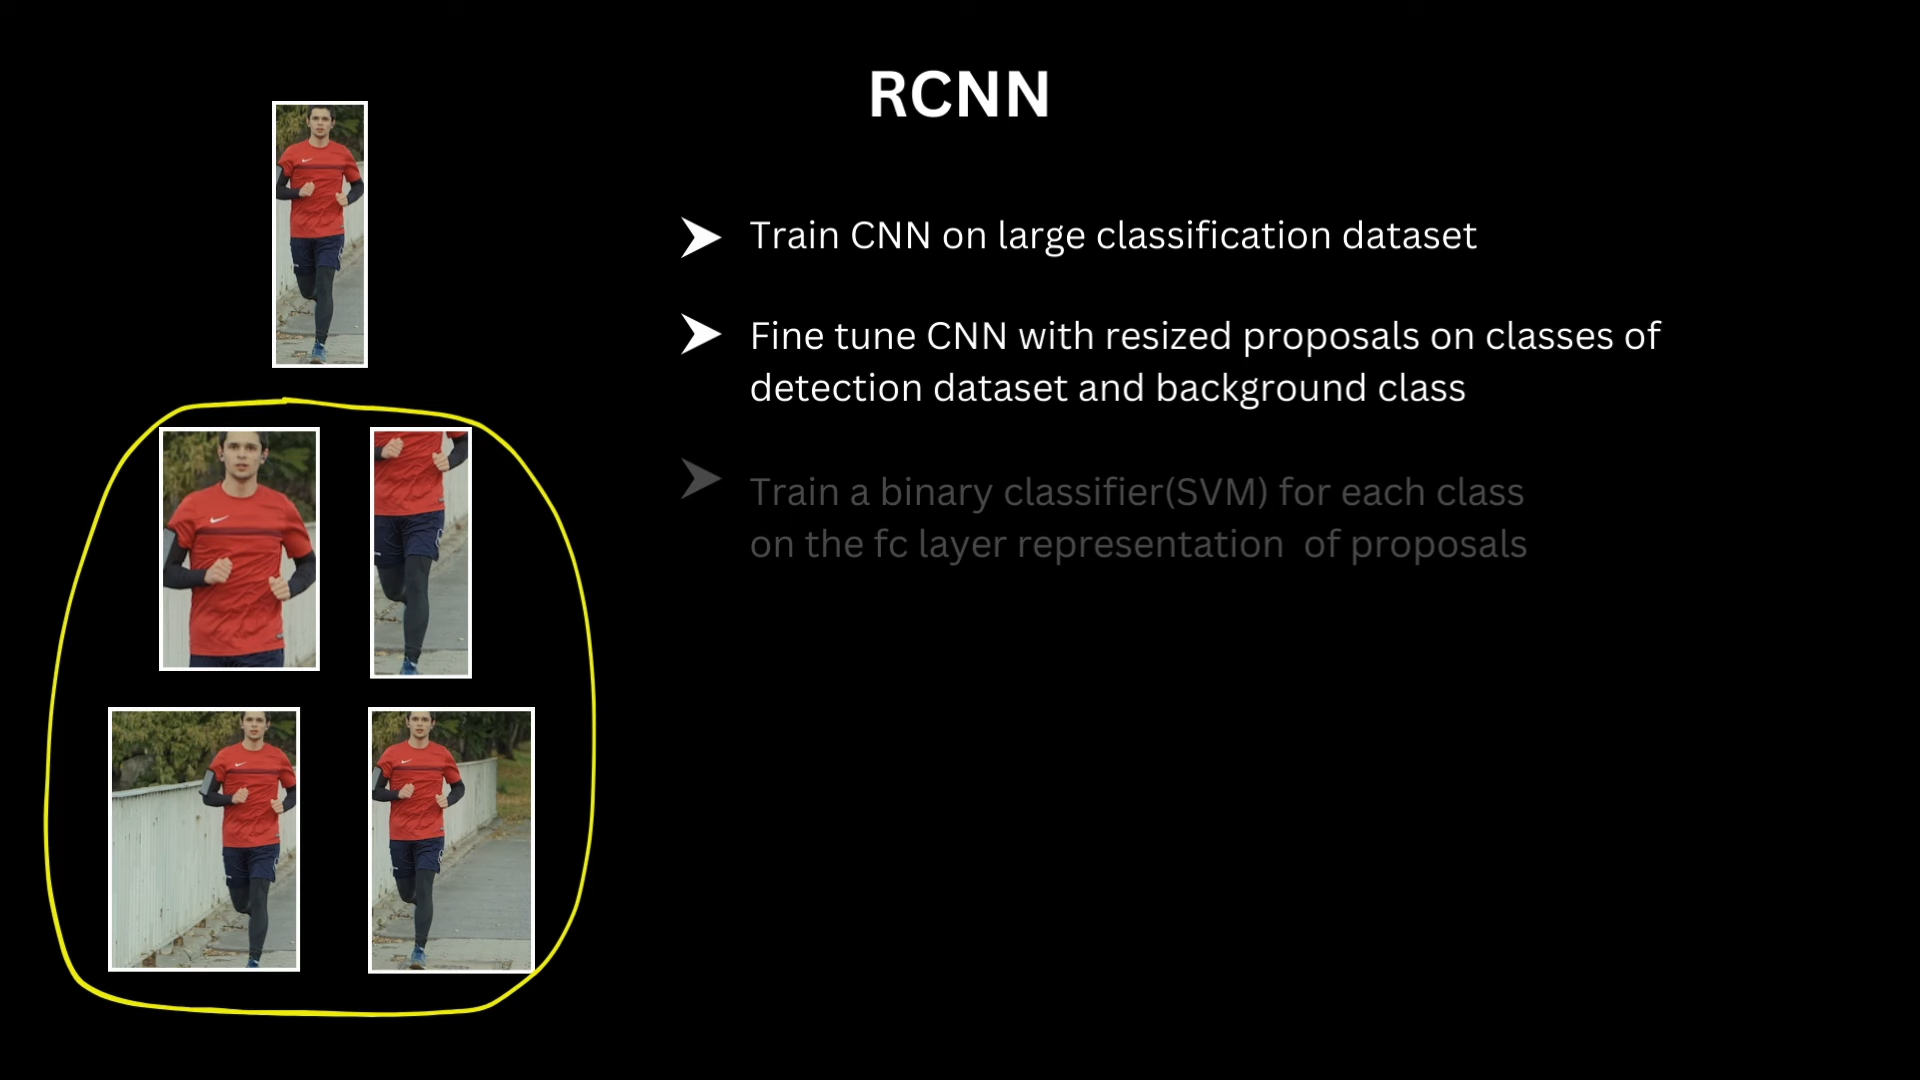 RCNN
Train CNN on large classification dataset
Fine tune CNN with resized proposals on classes of
detection dataset and background class
Train a binary classifier(SVM) for each class
on the fc layer representation  of proposals